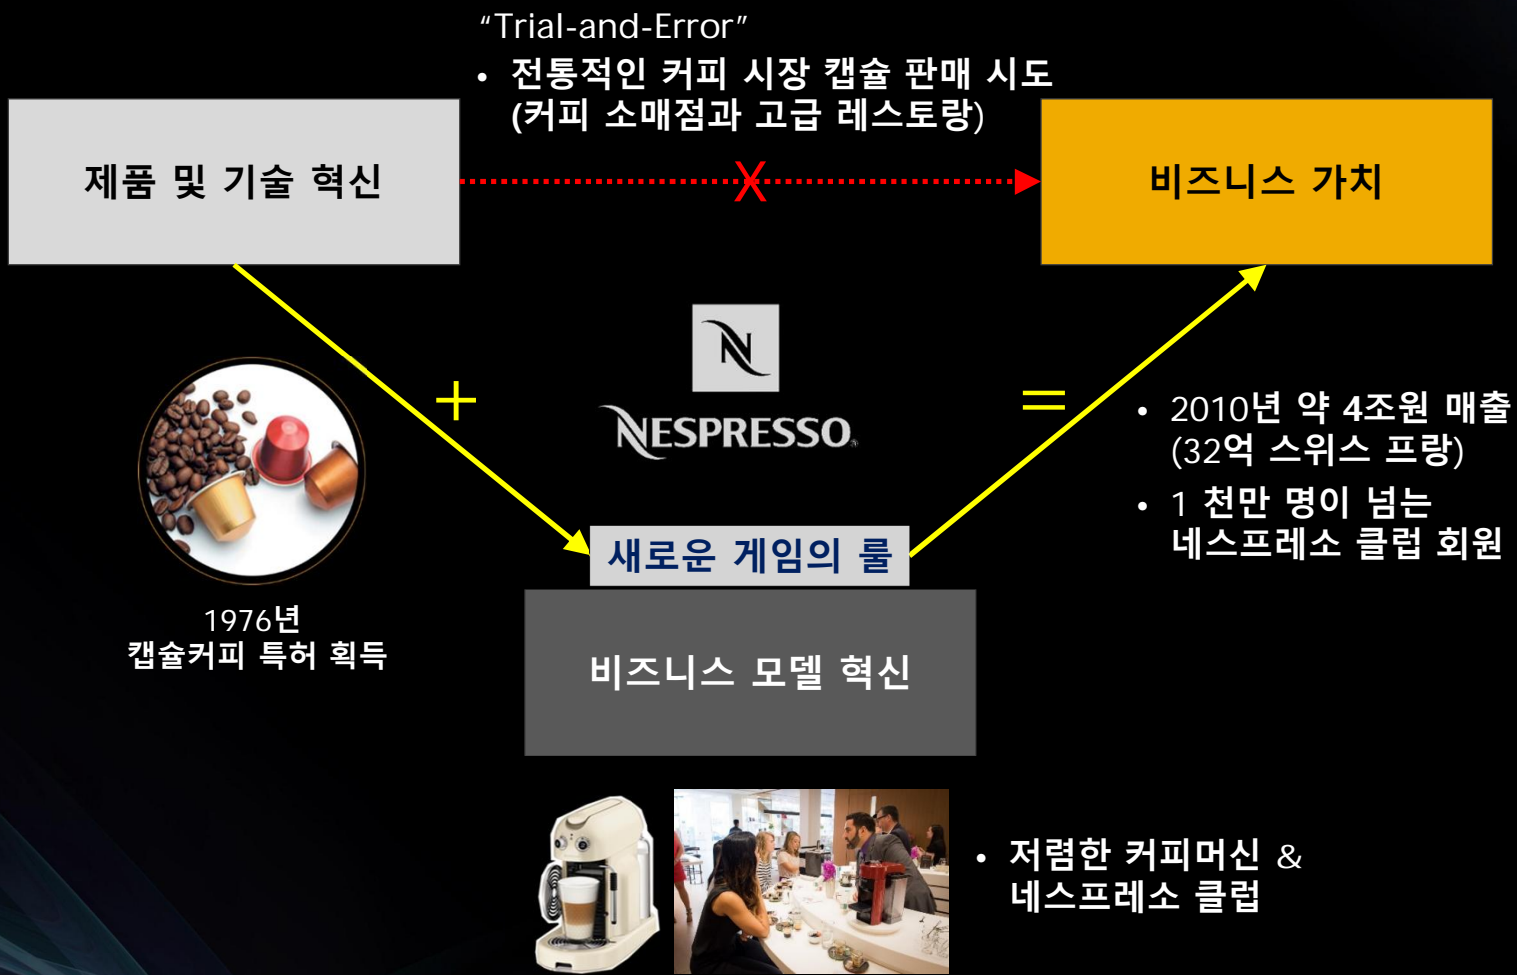 “Trial-and-Error”
• 전통적인 커피 시장 캡슐 판매 시도
(커피 소매점과 고급 레스토랑)
제품 및 기술 혁신
X
비즈니스 가치
N
+
NESPRESSO
=
• 2010년 약 4조원 매출
(32억 스위스 프랑)
• 1 천만 명이 넘는
네스프레소 클럽 회원
새로운 게임의 룰
1976년
캡슐커피 특허 획득
비즈니스 모델 혁신
• 저렴한 커피머신 &
네스프레소 클럽